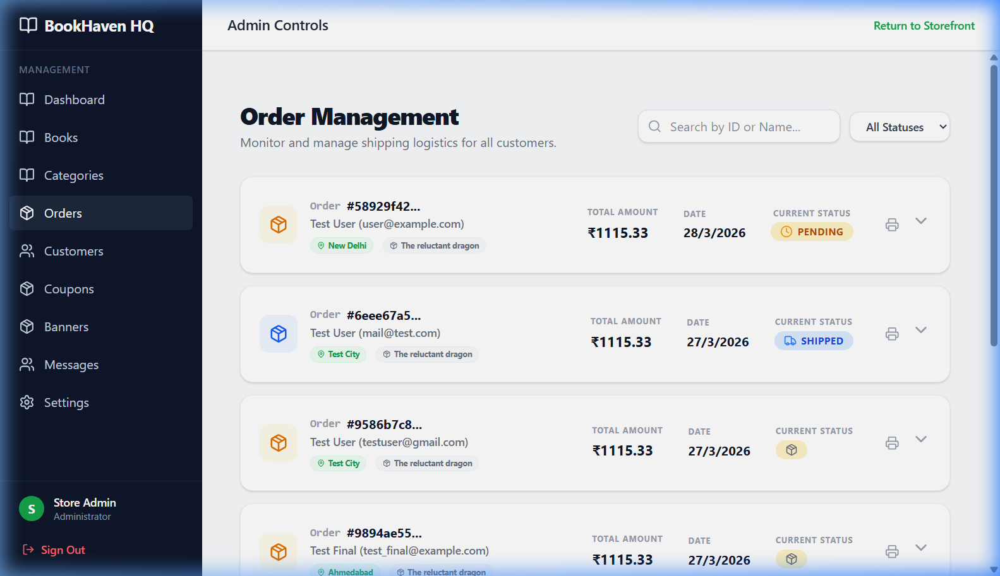 BookHaven HQ
MANAGEMENT
Dashboard
Books
Categories
Orders
Customers
Coupons
Banners
Messages
Settings
S
Store Admin
Administrator
Sign Out
Admin Controls
Return to Storefront
Order Management
Monitor and manage shipping logistics for all customers.
Search by ID or Name...
All Statuses
Order #58929f42...
Test User (user@example.com)
New Delhi The reluctant dragon
TOTAL AMOUNT
₹1115.33
DATE
28/3/2026
CURRENT STATUS
PENDING
Order #6eee67a5...
Test User (mail@test.com)
Test City The reluctant dragon
TOTAL AMOUNT
₹1115.33
DATE
27/3/2026
CURRENT STATUS
SHIPPED
Order #9586b7c8...
Test User (testuser@gmail.com)
Test City The reluctant dragon
TOTAL AMOUNT
₹1115.33
DATE
27/3/2026
CURRENT STATUS
Order #9894ae55...
Test Final (test_final@example.com)
Ahmedabad The reluctant dragon
TOTAL AMOUNT
₹1115.33
DATE
27/3/2026
CURRENT STATUS